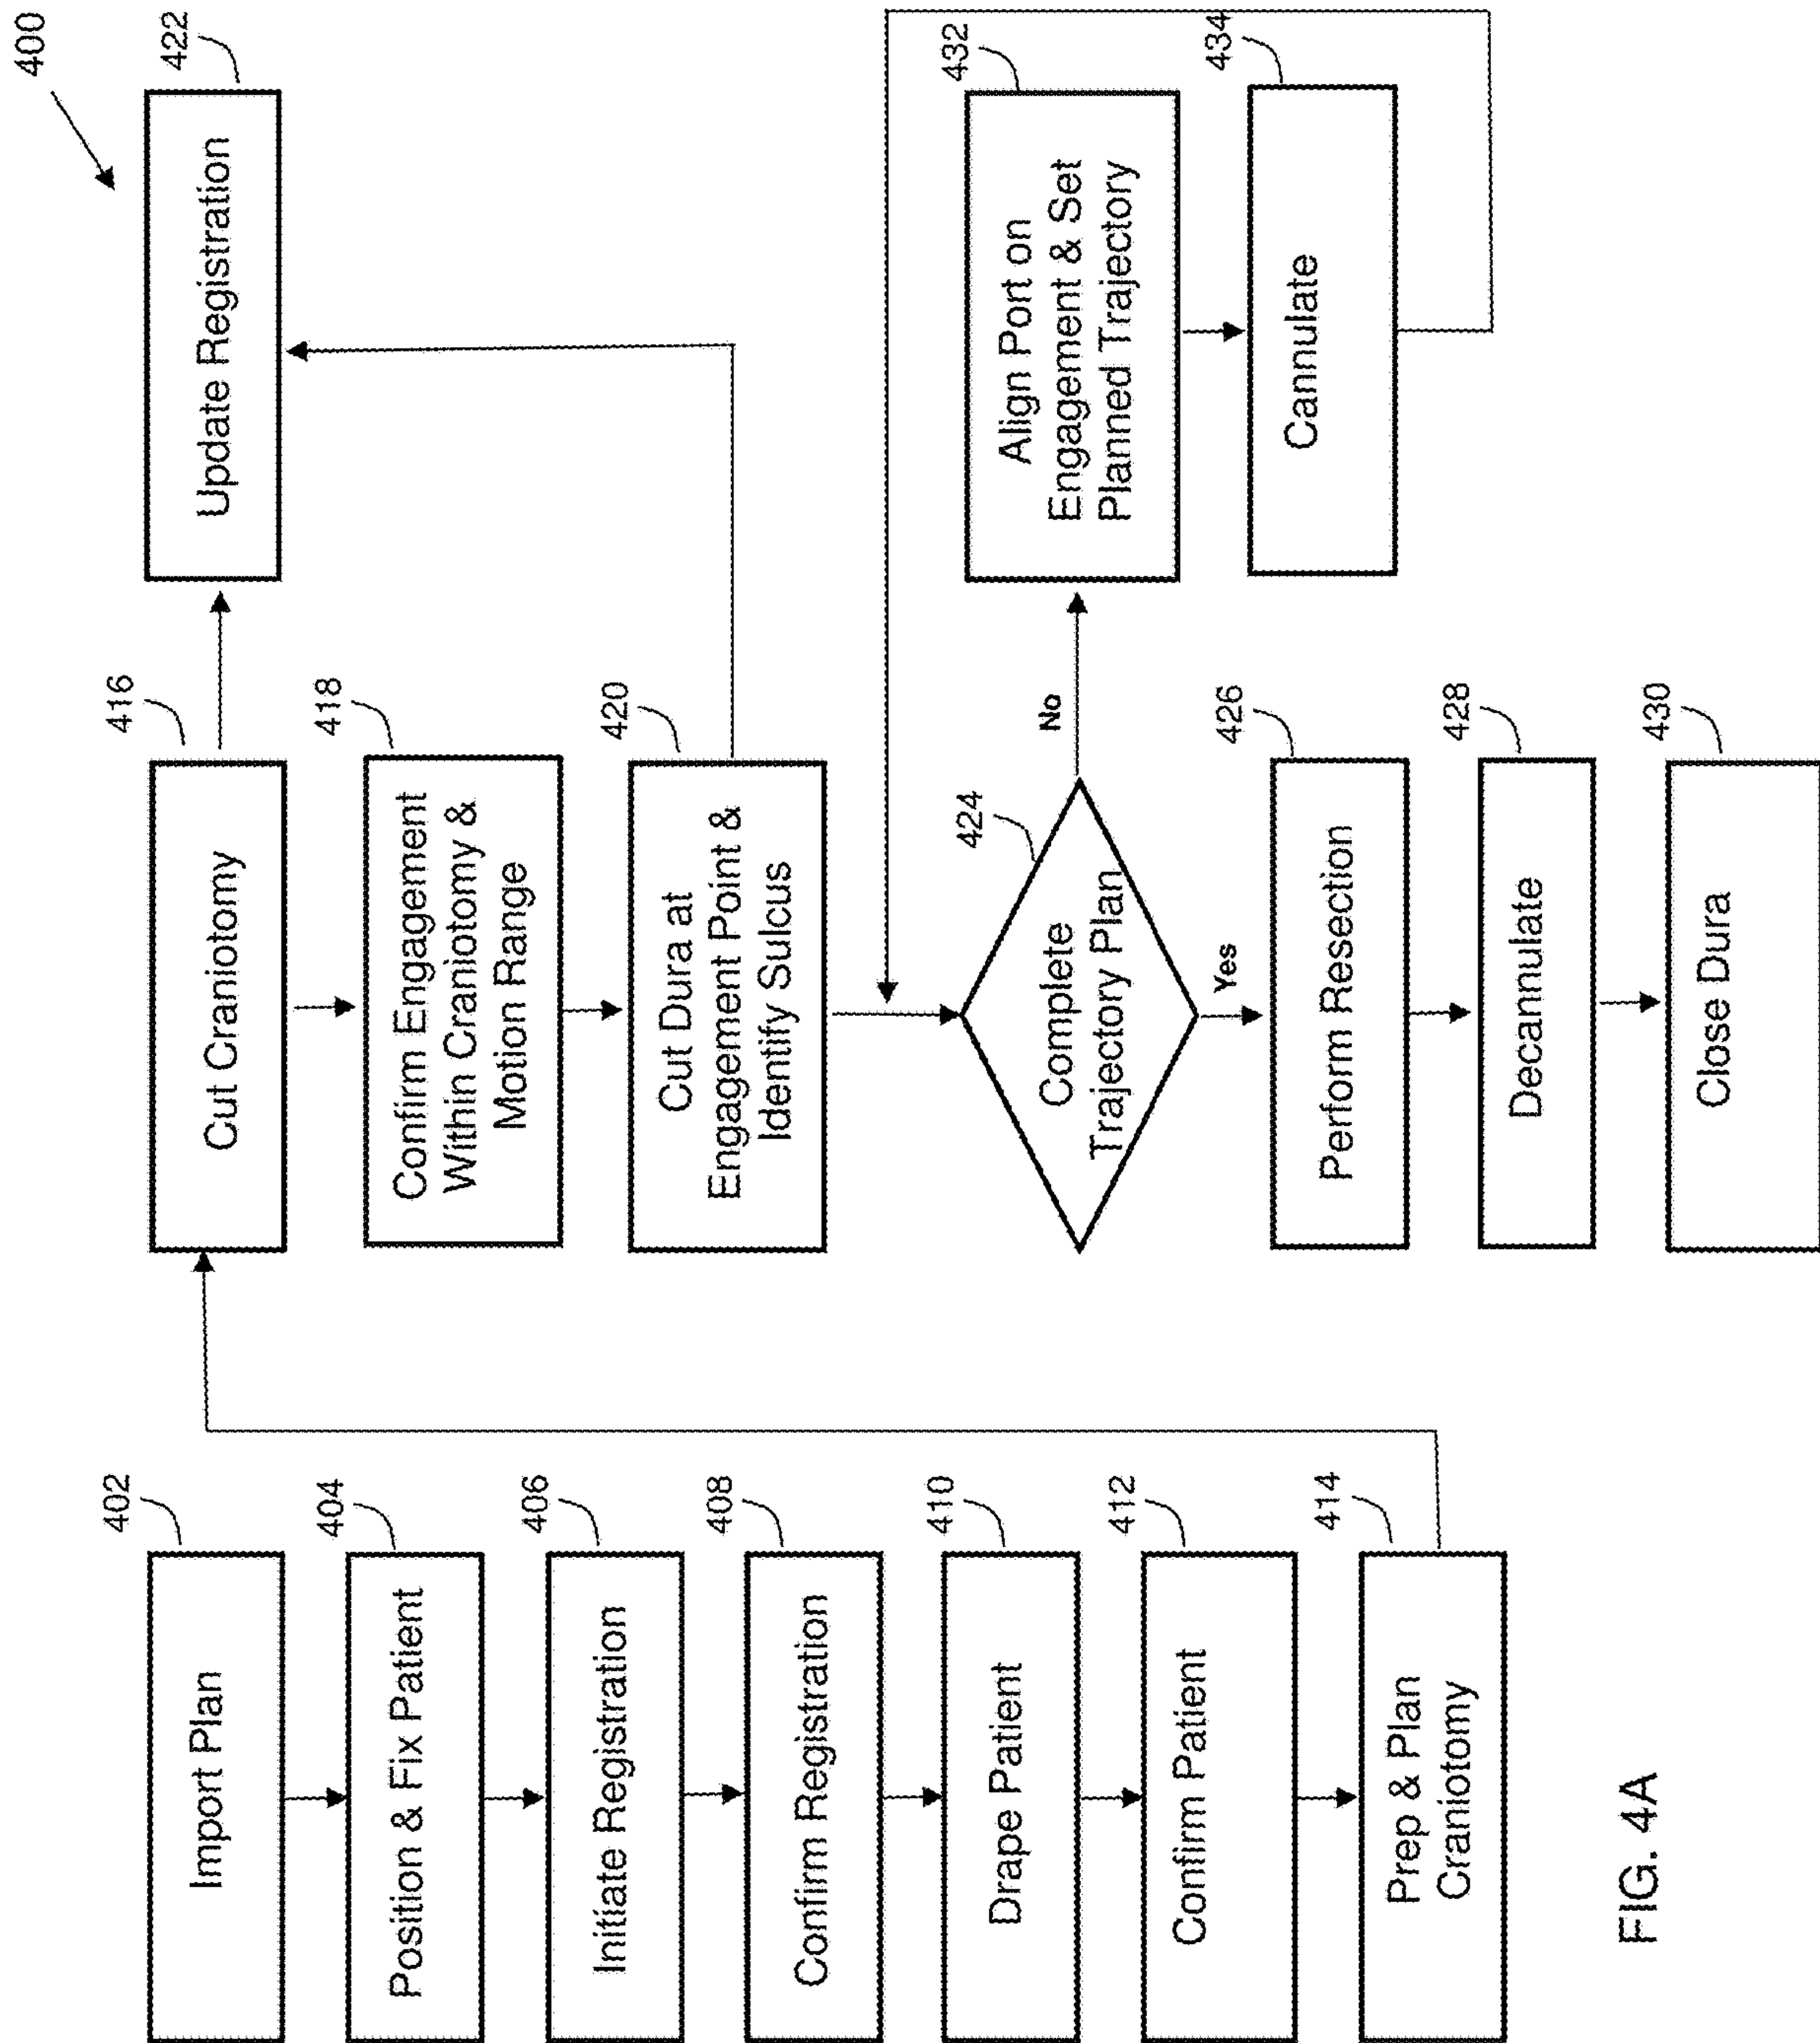 400
402
Import Plan
404
Position & Fix Patient
406
Initiate Registration
408
Confirm Registration
410
Drape Patient
412
Confirm Patient
414
Prep & Plan
Craniotomy
416
Cut Craniotomy
418
Confirm Engagement
Within Craniotomy &
Motion Range
420
Cut Dura at
Engagement Point &
Identify Sulcus
422
Update Registration
424
Complete
Trajectory Plan
No
Yes
426
Perform Resection
428
Decannulate
430
Close Dura
432
Align Port on
Engagement & Set
Planned Trajectory
434
Cannulate
FIG. 4A